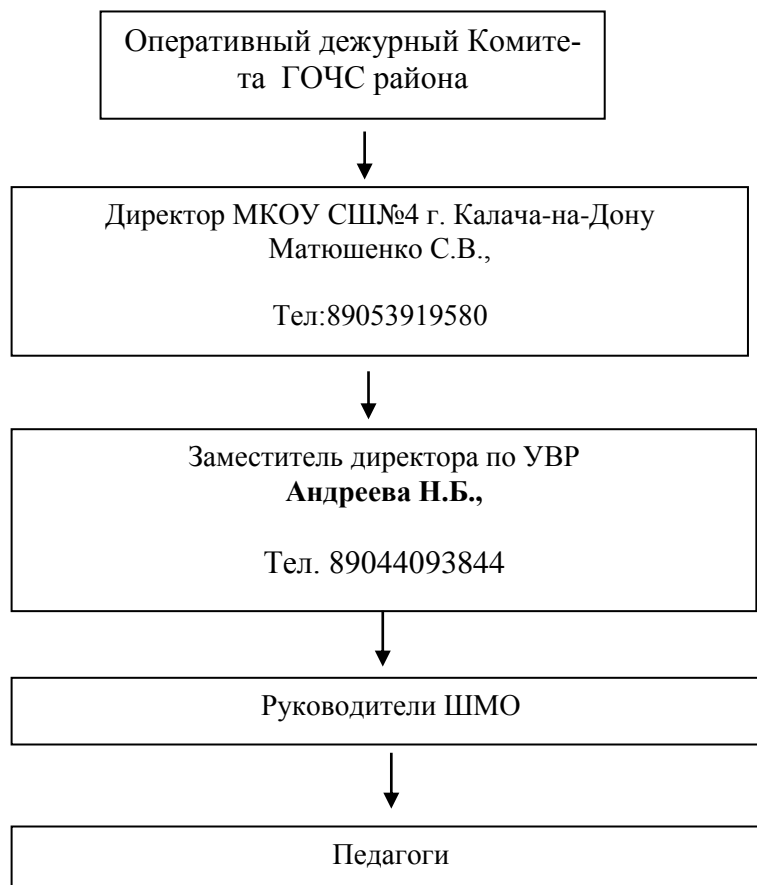 Оперативный дежурный Комите-
та ГОЧС района
Директор МКОУ СШ№4 г. Калача-на-Дону
Матюшенко С.В.,
Тел:89053919580
Заместитель директора по УВР
Андреева Н.Б.,
Тел. 89044093844
Руководители ШМО
Педагоги